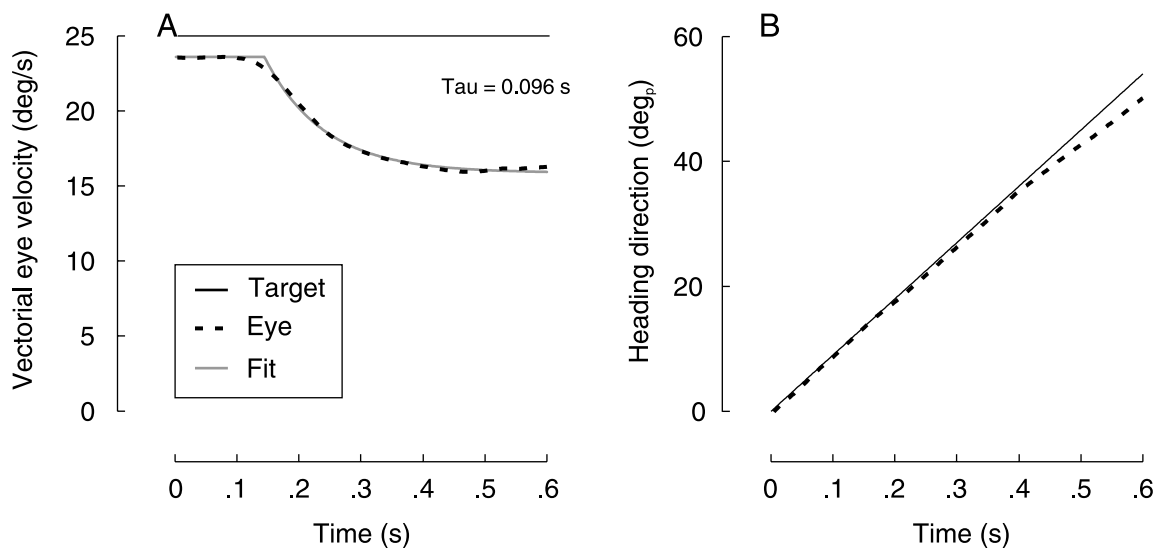 A
Vectorial eye velocity (deg/s)
25
20
15
10
5
0
Tau = 0.096 s
Target
Eye
Fit
0 .1 .2 .3 .4 .5 .6
Time (s)
B
Heading direction (degₚ)
60
40
20
0
0 .1 .2 .3 .4 .5 .6
Time (s)